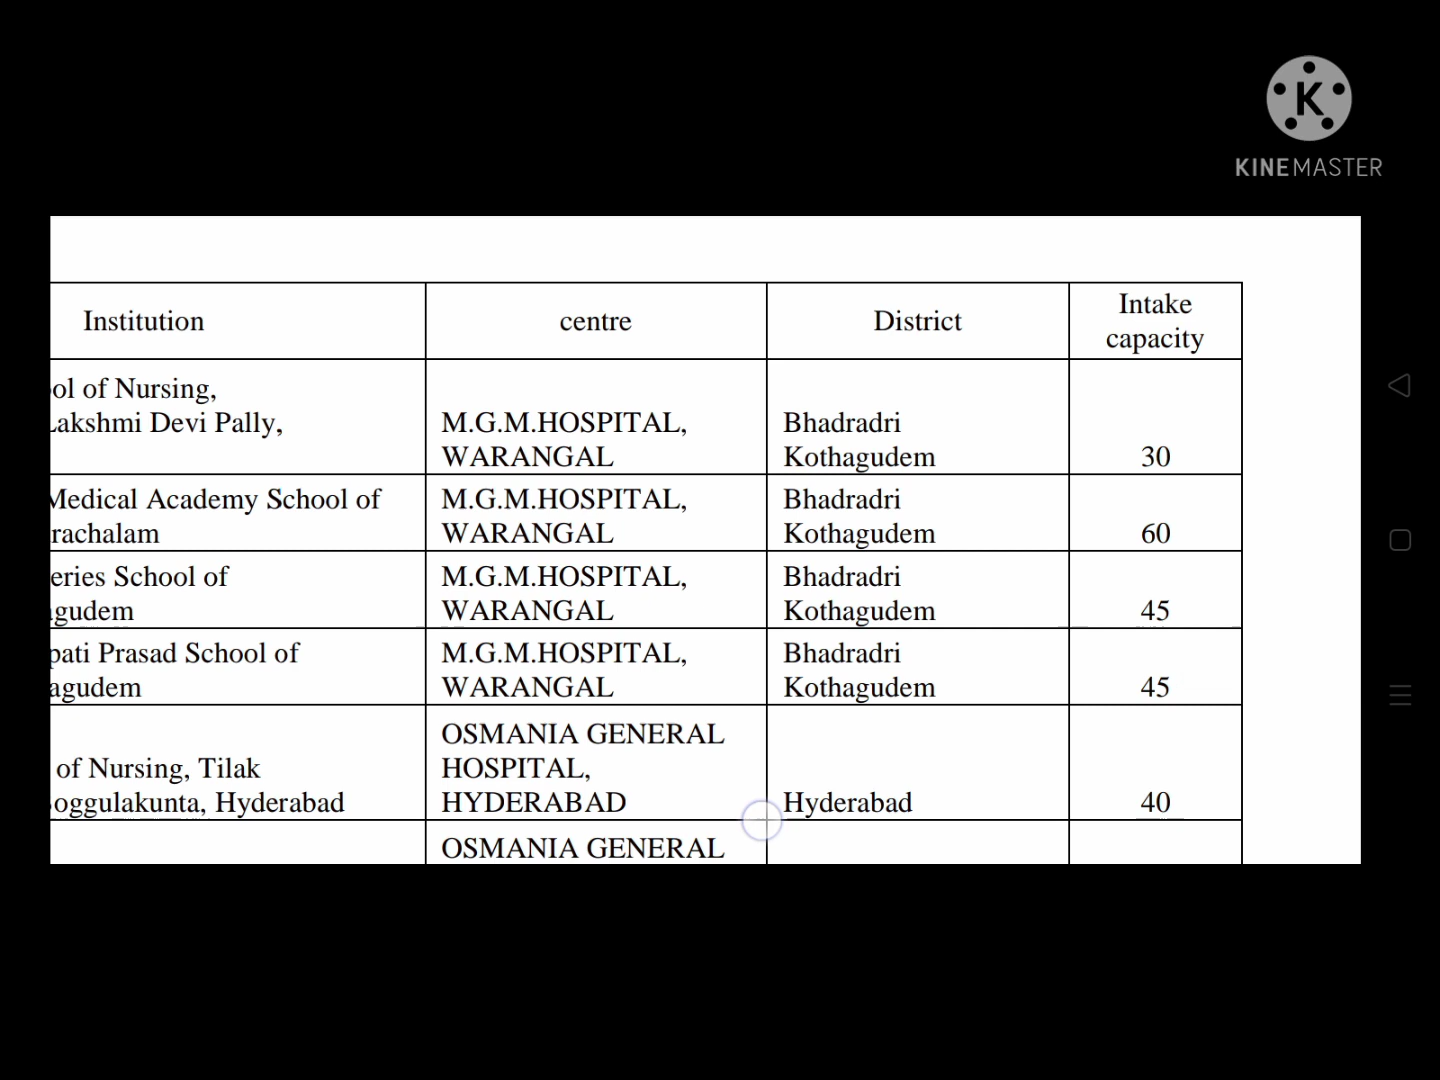 KINEMASTER
Institution centre District Intake capacity
ol of Nursing,
Lakshmi Devi Pally,
M.G.M.HOSPITAL,
WARANGAL
Bhadradri
Kothagudem
30
Medical Academy School of
rachalam
M.G.M.HOSPITAL,
WARANGAL
Bhadradri
Kothagudem
60
eries School of
agudem
M.G.M.HOSPITAL,
WARANGAL
Bhadradri
Kothagudem
45
pati Prasad School of
agudem
M.G.M.HOSPITAL,
WARANGAL
Bhadradri
Kothagudem
45
of Nursing, Tilak
oggulakunta, Hyderabad
OSMANIA GENERAL
HOSPITAL,
HYDERABAD
Hyderabad
40
OSMANIA GENERAL